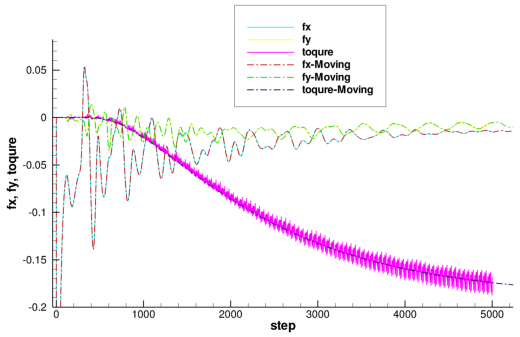 fx
fy
toqure
fx-Moving
fy-Moving
toqure-Moving
0.05
0
-0.05
-0.1
-0.15
-0.2
fx, fy, toqure
0 1000 2000 3000 4000 5000
step